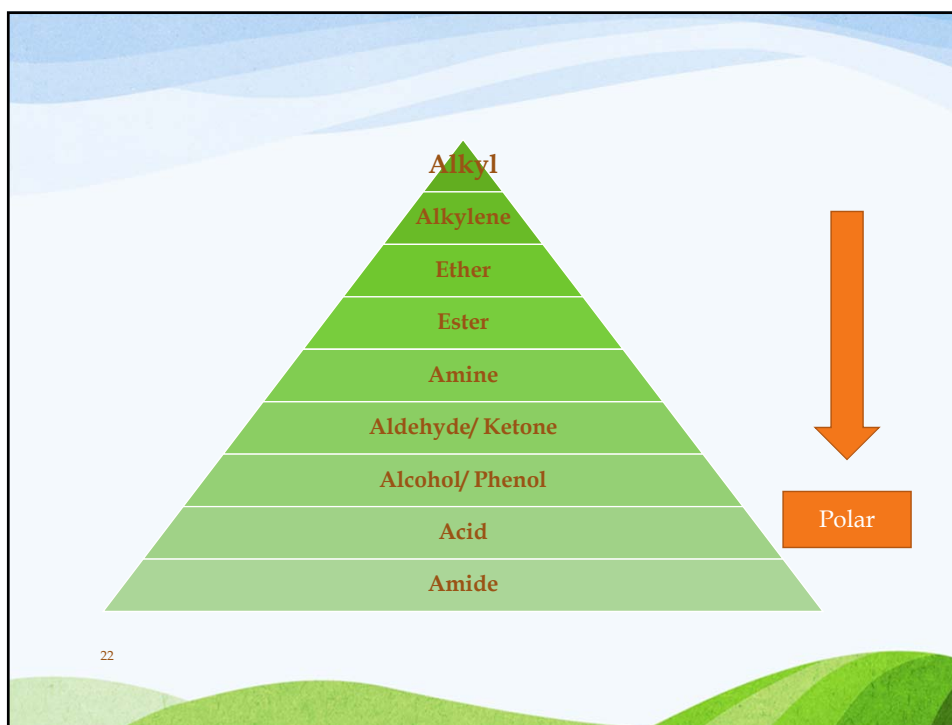 Alkyl
Alkylene
Ether
Ester
Amine
Aldehyde/ Ketone
Alcohol/ Phenol
Acid
Amide
Polar
22